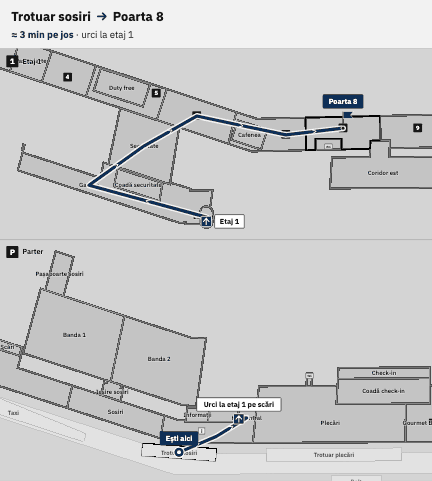 Trotuar sosiri → Poarta 8
≈ 3 min pe jos · urci la etaj 1
1 Etaj 1
4
Duty free
5
Poarta 8
Cafenea
9
Coridor est
Coadă securitate
Etaj 1
P Parter
Pașapoarte sosiri
Banda 1
Banda 2
Scări
Ieșire sosiri
Sosiri
Taxi
Informații
Urci la etaj 1 pe scări
Ești aici
Plecări
Check-in
Coadă check-in
Gourmet B
Trotuar plecări